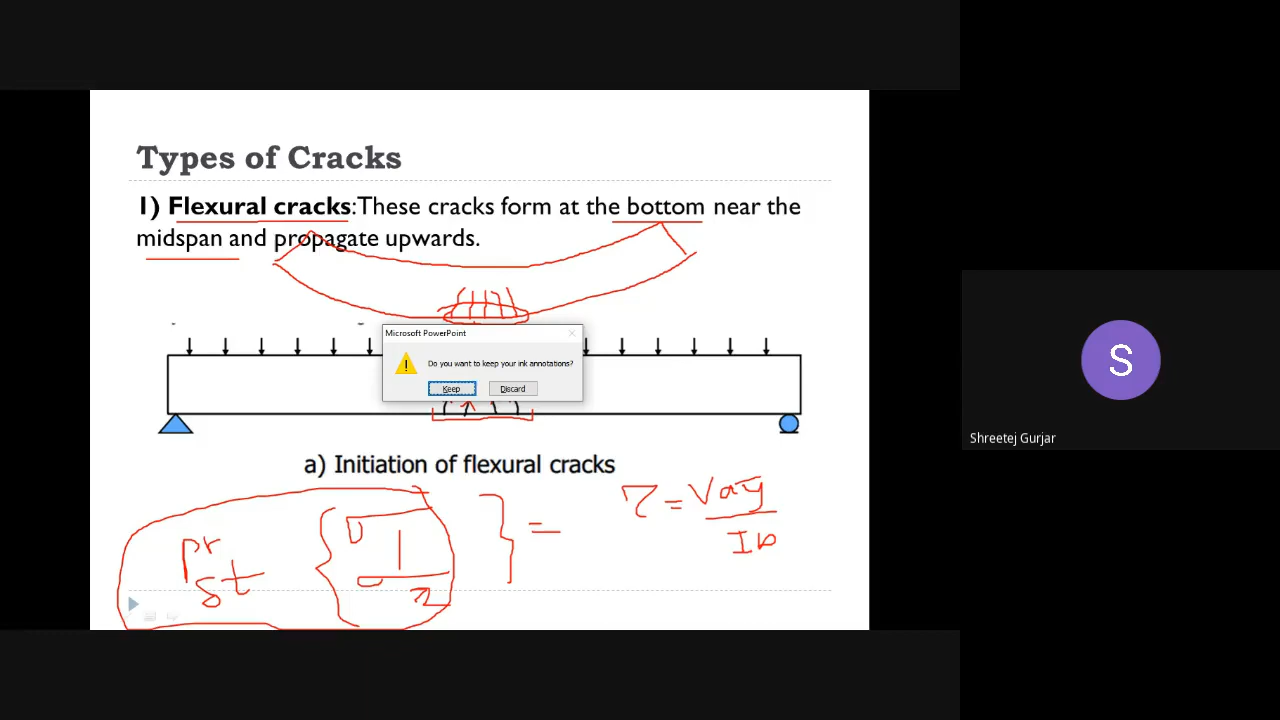 Types of Cracks
1) Flexural cracks:These cracks form at the bottom near the
midspan and propagate upwards.
Microsoft PowerPoint
Do you want to keep your ink annotations?
Keep
Discard
a) Initiation of flexural cracks
τ = Vay
Ib
S
Shreetej Gurjar